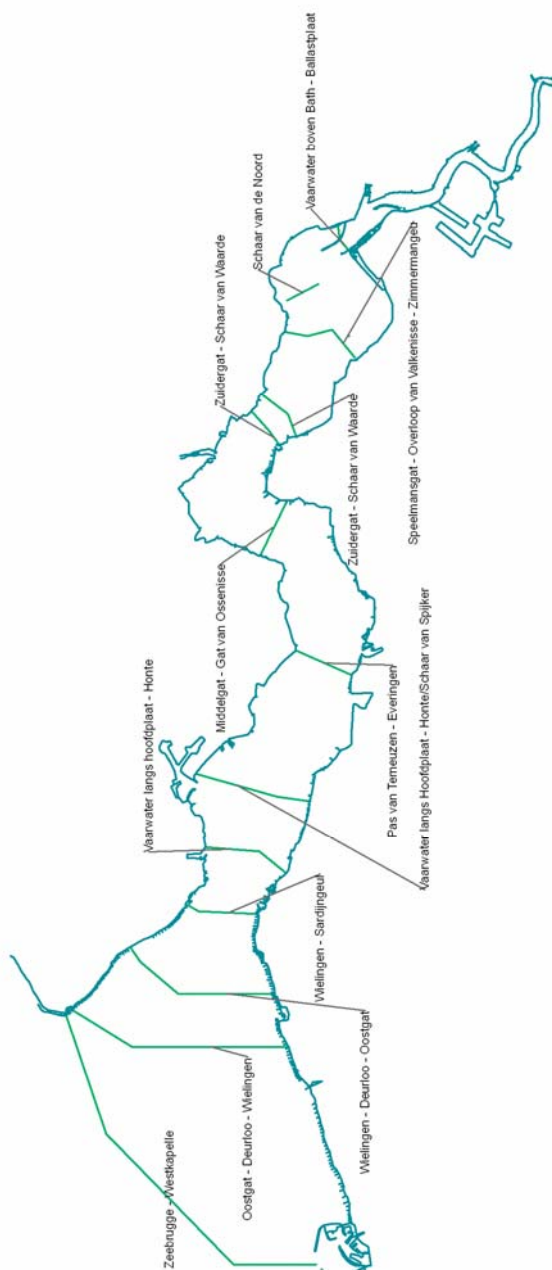 Zeebrugge - Westkapelle
Oostgat - Deurloo - Wielingen
Wielingen - Deurloo - Oostgat
Wielingen - Sardijngeul
Vaarwater langs hoofdplaat - Honte
Vaarwater langs Hoofdplaat - Honte/Schaar van Spijker
Pas van Terneuzen - Everingen
Middelgat - Gat van Ossenisse
Zuidergat - Schaar van Waarde
Zuidergat - Schaar van Waarde
Speelmansgat - Overloop van Valkenisse - Zimmermangeul
Schaar van de Noord
Vaarwater boven Bath - Ballastplaat